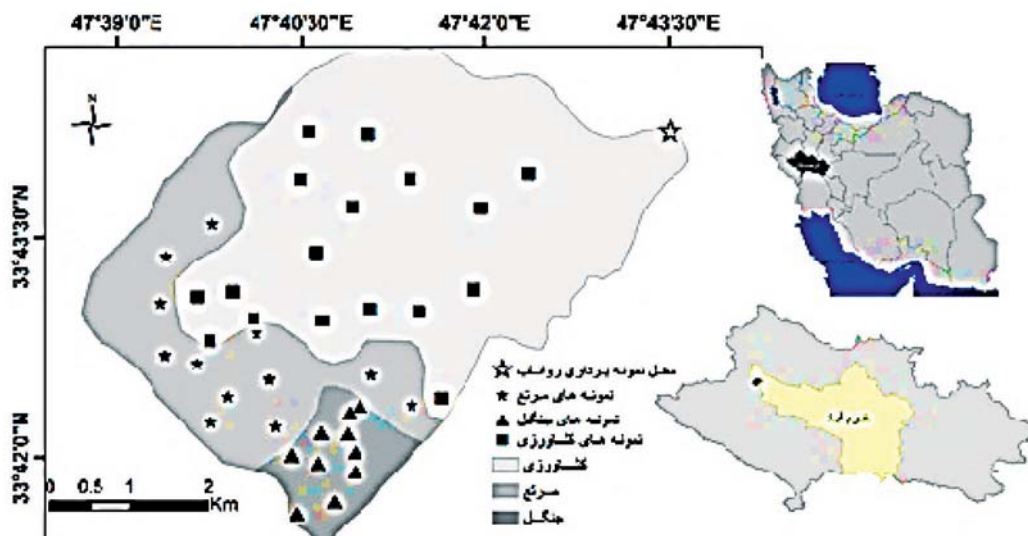 47°39'0"E 47°40'30"E 47°42'0"E 47°43'30"E
N
33°43'30"N
33°42'0"N
محل نمونه برداری رواناب
نمونه های مرتع
نمونه های جنگل
نمونه های کشاورزی
کشاورزی
مرتع
جنگل
0 0.5 1 2
Km